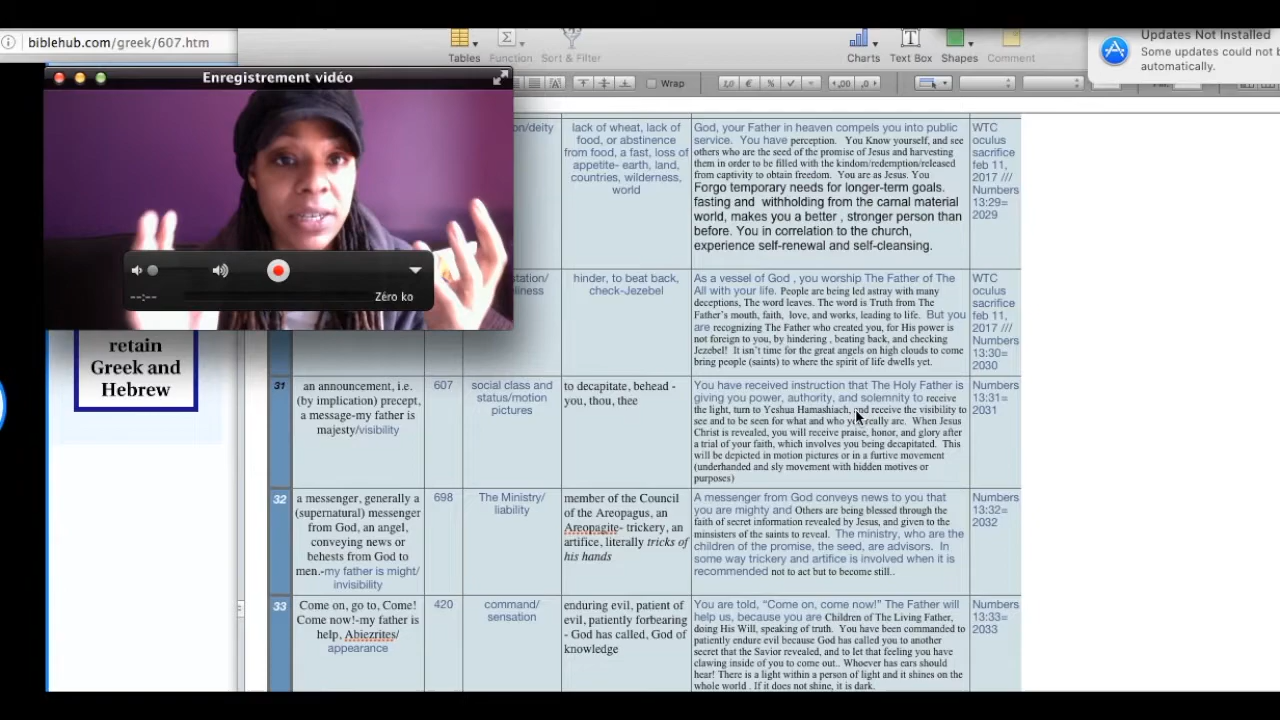 biblehub.com/greek/607.htm
Tables
Function
Sort & Filter
Charts
Text Box
Shapes
Comment
Updates Not Installed
Some updates could not b
automatically.
Wrap
Enregistrement vidéo
--:--
Zéro ko
retain
Greek and
Hebrew
on/deity
lack of wheat, lack of
food, or abstinence
from food, a fast, loss of
appetite- earth, land,
countries, wilderness,
world
God, your Father in heaven compels you into public
service. You have perception. You Know yourself, and see
others who are the seed of the promise of Jesus and harvesting
them in order to be filled with the kindom/redemption/released
from captivity to obtain freedom. You are as Jesus. You
Forgo temporary needs for longer-term goals.
fasting and withholding from the carnal material
world, makes you a better , stronger person than
before. You in correlation to the church,
experience self-renewal and self-cleansing.
WTC
oculus
sacrifice
feb 11,
2017 ///
Numbers
13:29=
2029
station/
liness
hinder, to beat back,
check-Jezebel
As a vessel of God , you worship The Father of The
All with your life. People are being led astray with many
deceptions, The word leaves. The word is Truth from The
Father's mouth, faith, love, and works, leading to life. But you
are recognizing The Father who created you, for His power is
not foreign to you, by hindering , beating back, and checking
Jezebel! It isn't time for the great angels on high clouds to come
bring people (saints) to where the spirit of life dwells yet.
WTC
oculus
sacrifice
feb 11,
2017 ///
Numbers
13:30=
2030
31
an announcement, i.e.
(by implication) precept,
a message-my father is
majesty/visibility
607
social class and
status/motion
pictures
to decapitate, behead -
you, thou, thee
You have received instruction that The Holy Father is
giving you power, authority, and solemnity to receive
the light, turn to Yeshua Hamashiach, and receive the visibility to
see and to be seen for what and who you really are. When Jesus
Christ is revealed, you will receive praise, honor, and glory after
a trial of your faith, which involves you being decapitated. This
will be depicted in motion pictures or in a furtive movement
(underhanded and sly movement with hidden motives or
purposes)
Numbers
13:31=
2031
32
a messenger, generally a
(supernatural) messenger
from God, an angel,
conveying news or
behests from God to
men.-my father is might/
invisibility
698
The Ministry/
liability
member of the Council
of the Areopagus, an
Areopagite- trickery, an
artifice, literally tricks of
his hands
A messenger from God conveys news to you that
you are mighty and Others are being blessed through the
faith of secret information revealed by Jesus, and given to the
minsisters of the saints to reveal. The ministry, who are the
children of the promise, the seed, are advisors. In
some way trickery and artifice is involved when it is
recommended not to act but to become still..
Numbers
13:32=
2032
33
Come on, go to, Come!
Come now!-my father is
help, Abiezrites/
appearance
420
command/
sensation
enduring evil, patient of
evil, patiently forbearing
- God has called, God of
knowledge
You are told, "Come on, come now!" The Father will
help us, because you are Children of The Living Father,
doing His Will, speaking of truth. You have been commanded to
patiently endure evil because God has called you to another
secret that the Savior revealed, and to let that feeling you have
clawing inside of you to come out.. Whoever has ears should
hear! There is a light within a person of light and it shines on the
whole world . If it does not shine, it is dark.
Numbers
13:33=
2033